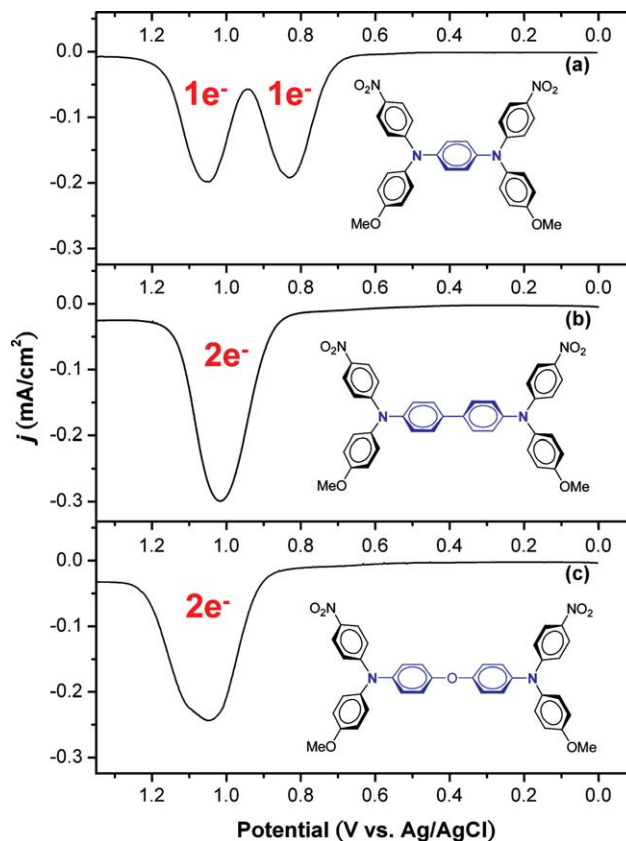 1.2 1.0 0.8 0.6 0.4 0.2 0.0
0.0
-0.1
-0.2
-0.3
1e-
1e-
(a)
O2N
NO2
N
N
MeO
OMe
1.2 1.0 0.8 0.6 0.4 0.2 0.0
0.0
-0.1
-0.2
-0.3
2e-
(b)
O2N
NO2
N
N
MeO
OMe
j (mA/cm2)
1.2 1.0 0.8 0.6 0.4 0.2 0.0
0.0
-0.1
-0.2
-0.3
2e-
(c)
O2N
NO2
N
O
N
MeO
OMe
1.2 1.0 0.8 0.6 0.4 0.2 0.0
Potential (V vs. Ag/AgCl)